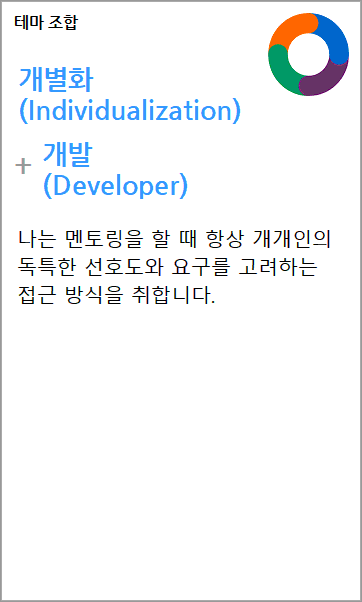 테마 조합
개별화
(Individualization)
+ 개발
(Developer)
나는 멘토링을 할 때 항상 개개인의
독특한 선호도와 요구를 고려하는
접근 방식을 취합니다.